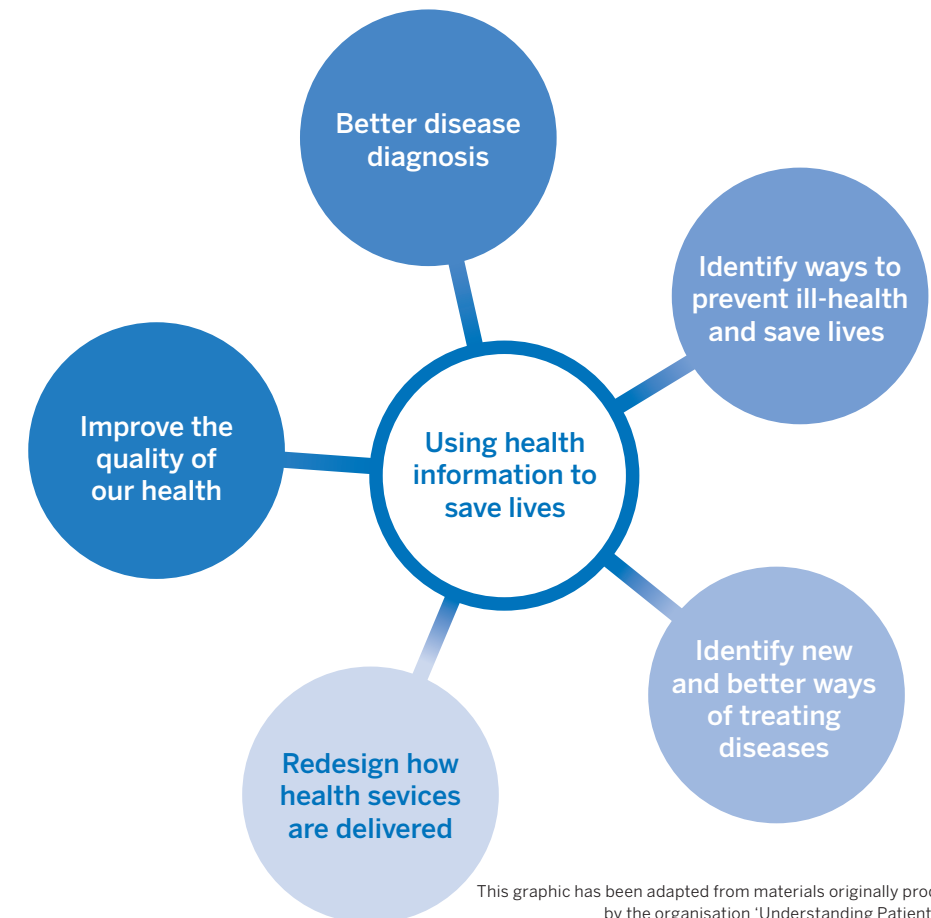 Better disease
diagnosis
Identify ways to
prevent ill-health
and save lives
Improve the
quality of
our health
Using health
information to
save lives
Identify new
and better ways
of treating
diseases
Redesign how
health sevices
are delivered
This graphic has been adapted from materials originally
by the organisation ‘Understanding Patient